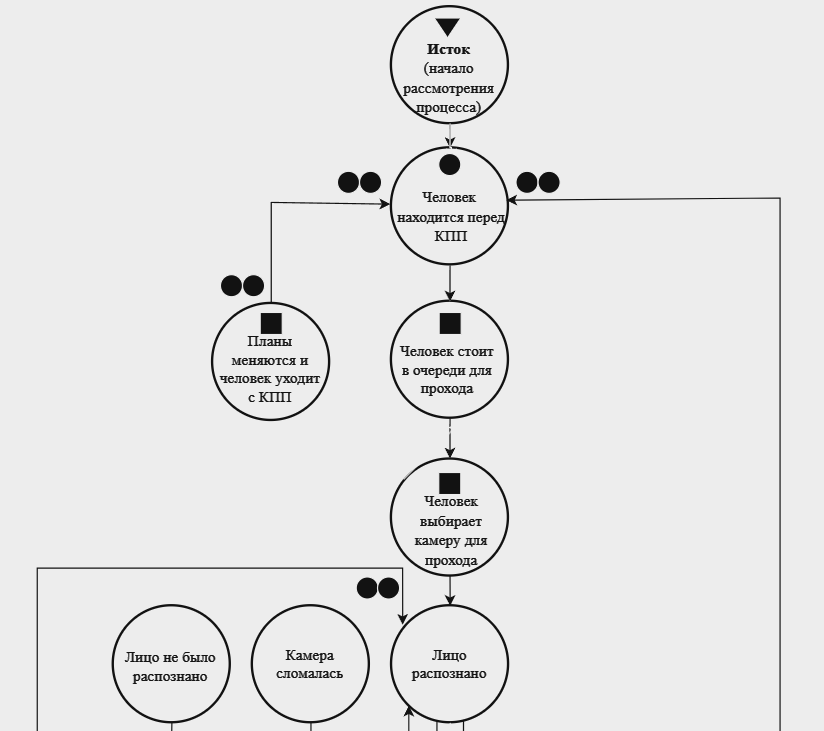 Исток
(начало
рассмотрения
процесса)
Человек
находится перед
КПП
Планы
меняются и
человек уходит
с КПП
Человек стоит
в очереди для
прохода
Человек
выбирает
камеру для
прохода
Лицо не было
распознано
Камера
сломалась
Лицо
распознано